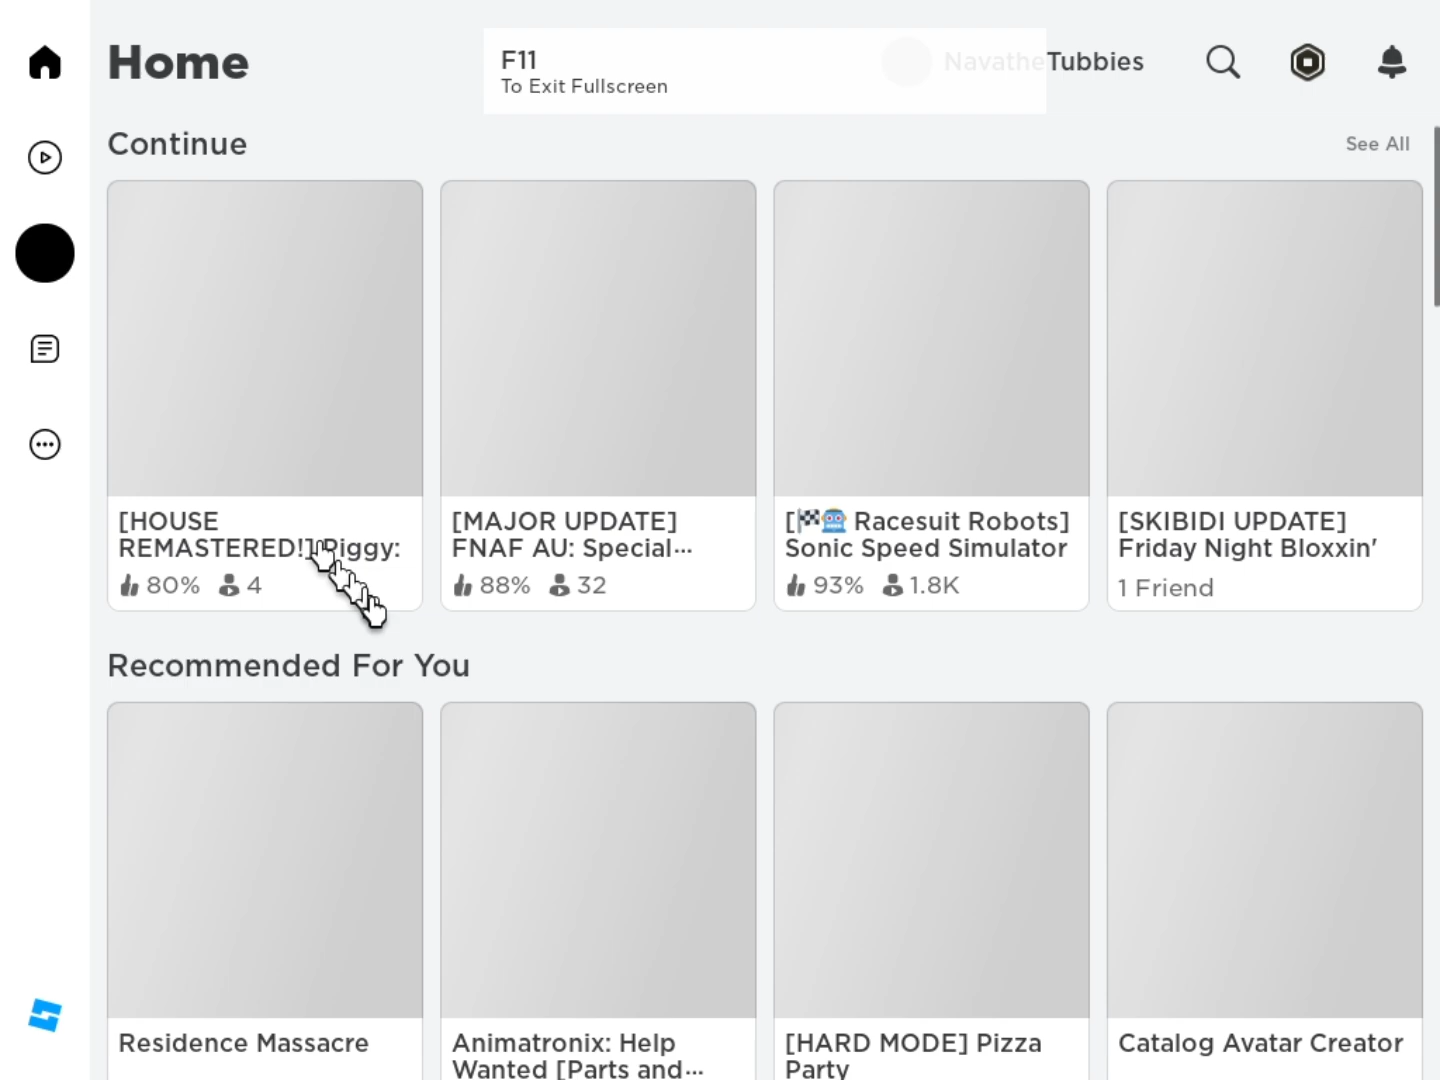 Home
F11
To Exit Fullscreen
NavatheTubbies
Continue
See All
[HOUSE
REMASTERED!] Piggy:
80% 4
[MAJOR UPDATE]
FNAF AU: Special...
88% 32
[🏁🤖 Racesuit Robots]
Sonic Speed Simulator
93% 1.8K
[SKIBIDI UPDATE]
Friday Night Bloxxin'
1 Friend
Recommended For You
Residence Massacre
Animatronix: Help
Wanted [Parts and...
[HARD MODE] Pizza
Party
Catalog Avatar Creator